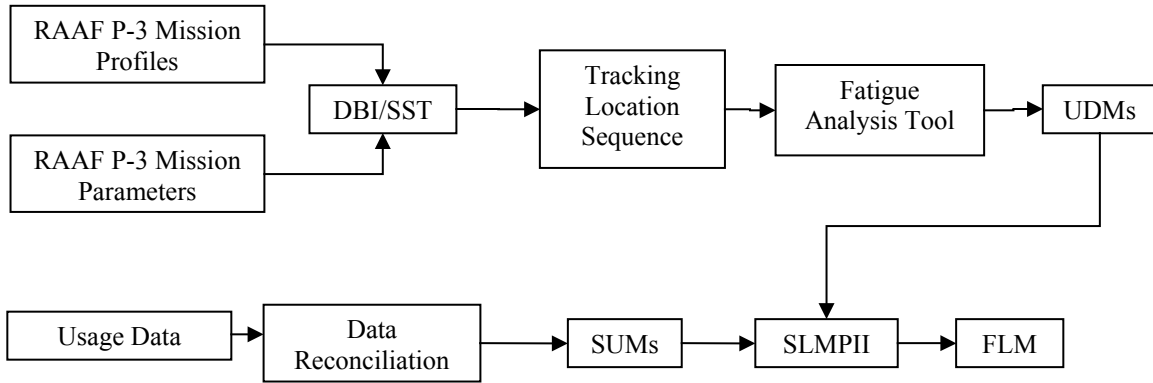 RAAF P-3 Mission
Profiles
DBI/SST
RAAF P-3 Mission
Parameters
Tracking
Location
Sequence
Fatigue
Analysis Tool
UDMs
Usage Data
Data
Reconciliation
SUMs
SLMPII
FLM